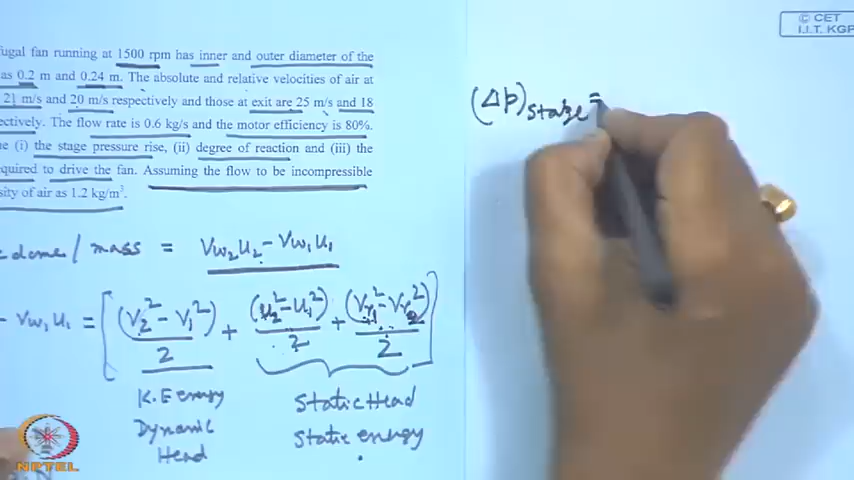 © CET
I.I.T. KGP
fugal fan running at 1500 rpm has inner and outer diameter of the
as 0.2 m and 0.24 m. The absolute and relative velocities of air at
21 m/s and 20 m/s respectively and those at exit are 25 m/s and 18
ectively. The flow rate is 0.6 kg/s and the motor efficiency is 80%.
e (i) the stage pressure rise, (ii) degree of reaction and (iii) the
equired to drive the fan. Assuming the flow to be incompressible
sity of air as 1.2 kg/m³.
(Δp)stage =
done/mass = Vw₂U₂ - Vw₁U₁
- Vw₁U₁ = [(V₂² - V₁²)/2 + (U₂² - U₁²)/2 + (Vr₁² - Vr₂²)/2]
K.E energy
Dynamic
Head
Static Head
Static energy
NPTEL